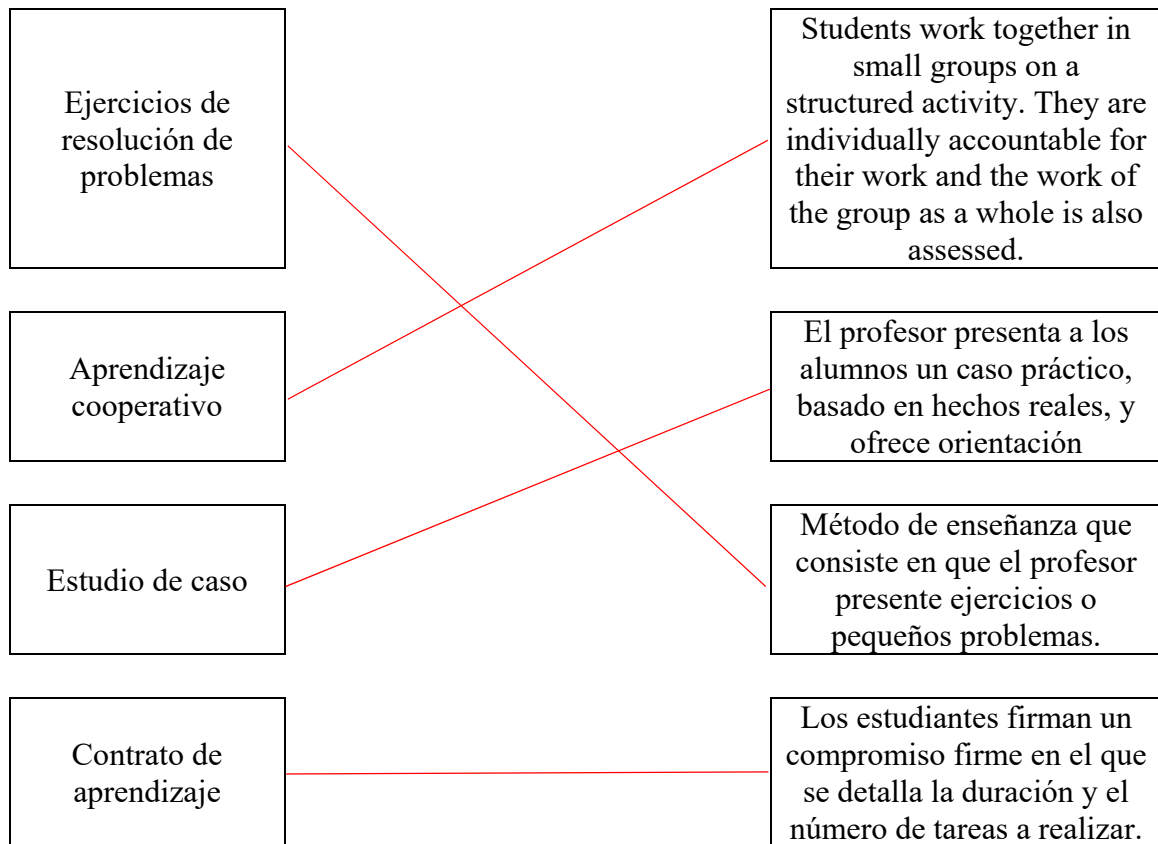 Ejercicios de
resolución de
problemas
Students work together in
small groups on a
structured activity. They are
individually accountable for
their work and the work of
the group as a whole is also
assessed.
Aprendizaje
cooperativo
El profesor presenta a los
alumnos un caso práctico,
basado en hechos reales, y
ofrece orientación
Estudio de caso
Método de enseñanza que
consiste en que el profesor
presente ejercicios o
pequeños problemas.
Contrato de
aprendizaje
Los estudiantes firman un
compromiso firme en el que
se detalla la duración y el
número de tareas a realizar.